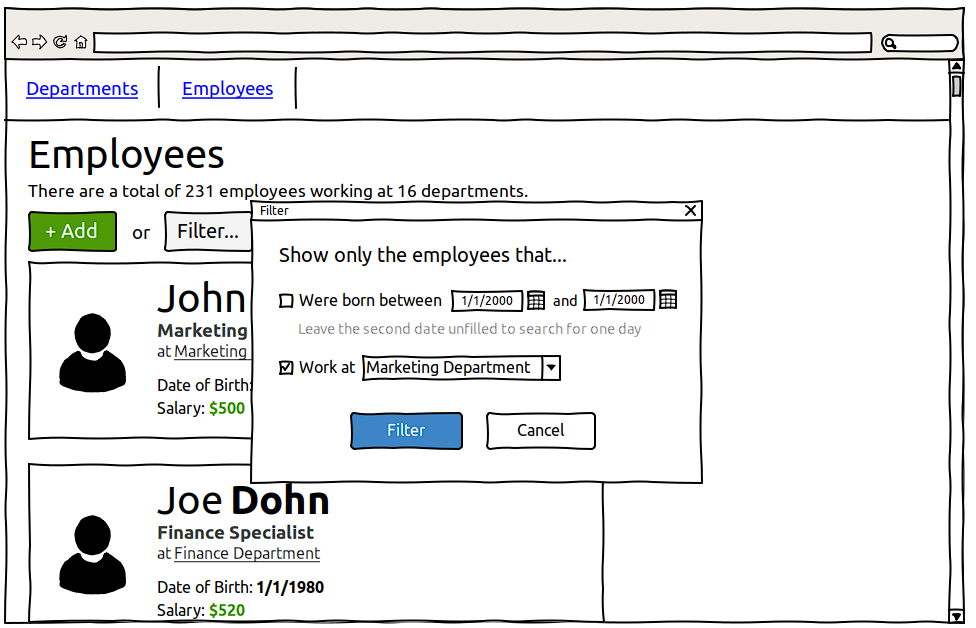 Departments
Employees
Employees
There are a total of 231 employees working at 16 departments.
+ Add
or
Filter...
Filter
Show only the employees that...
Were born between 1/1/2000 and 1/1/2000
Leave the second date unfilled to search for one day
Work at Marketing Department
Filter
Cancel
John
Marketing
at Marketing
Date of Birth:
Salary: $500
Joe Dohn
Finance Specialist
at Finance Department
Date of Birth: 1/1/1980
Salary: $520